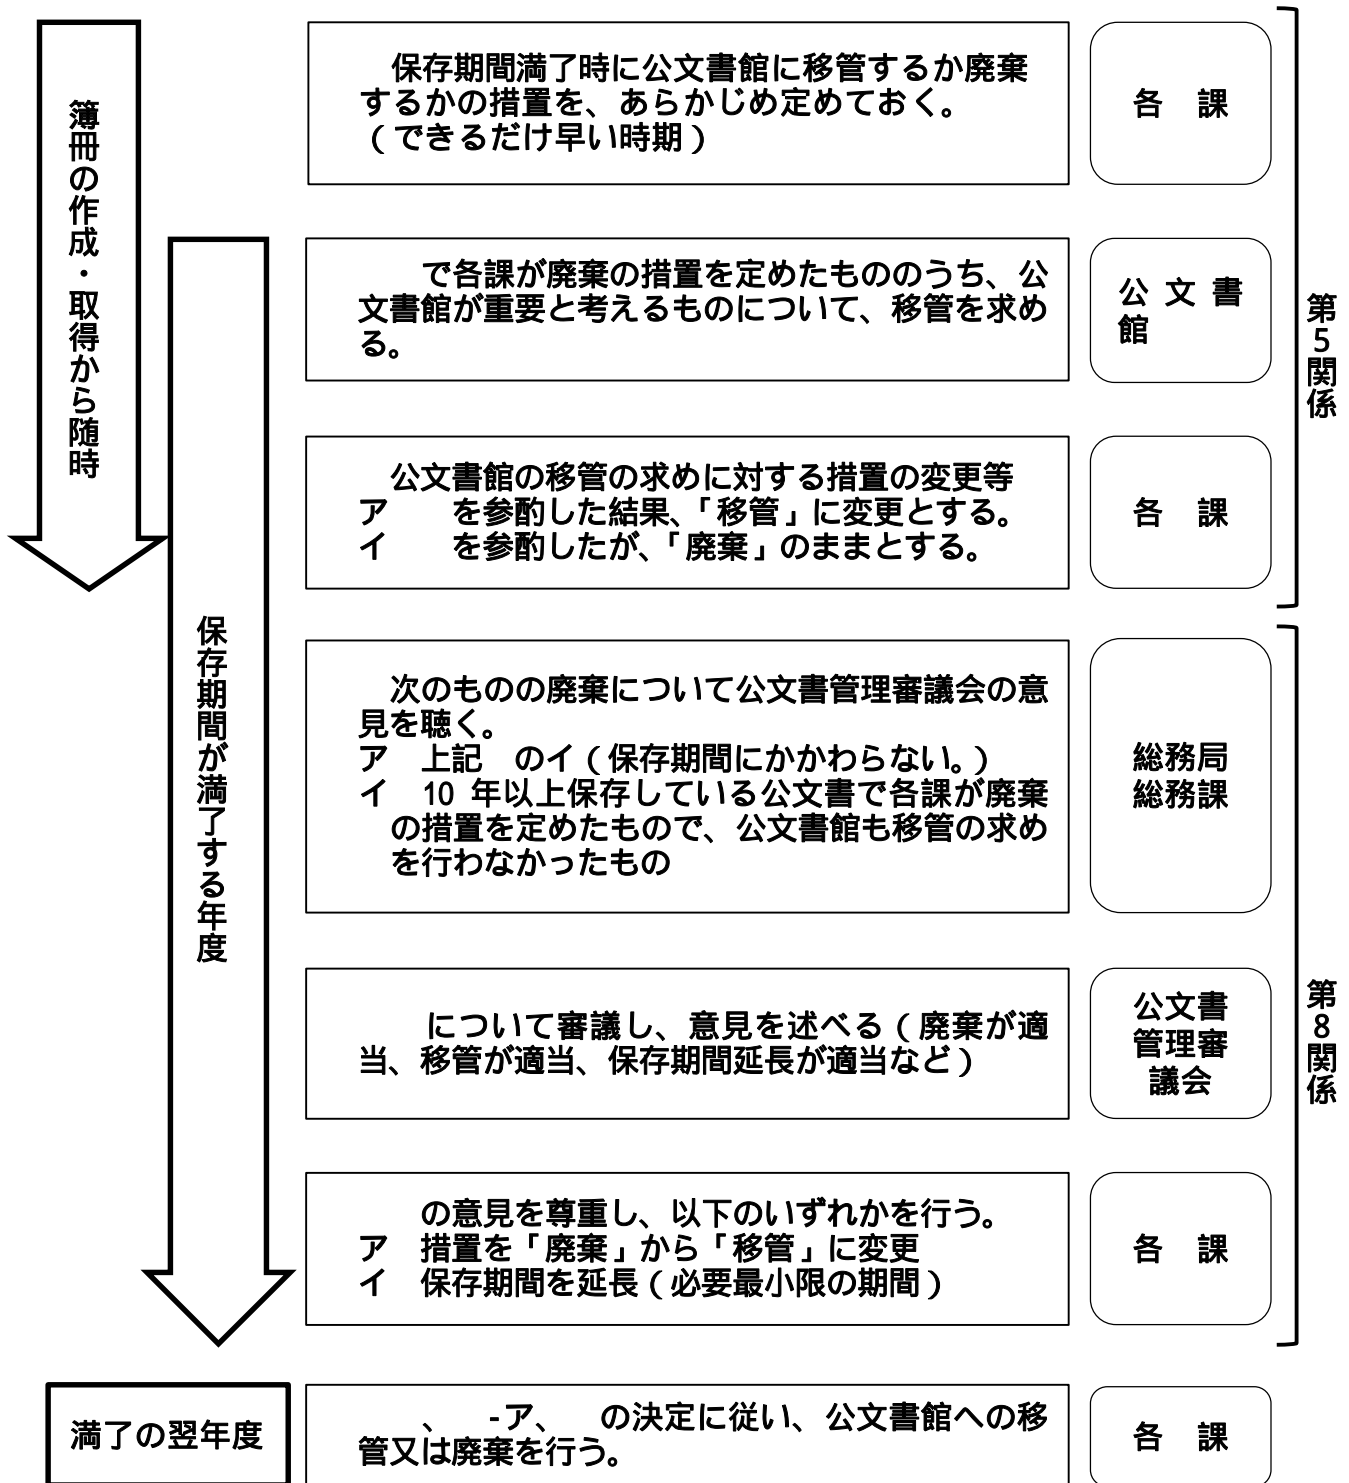 簿冊の作成・取得から随時
保存期間が満了する年度
保存期間満了時に公文書館に移管するか廃棄
するかの措置を、あらかじめ定めておく。
（できるだけ早い時期）
各　課
で各課が廃棄の措置を定めたもののうち、公
文書館が重要と考えるものについて、移管を求め
る。
公 文 書
館
公文書館の移管の求めに対する措置の変更等
ア　　を参酌した結果、「移管」に変更とする。
イ　　を参酌したが、「廃棄」のままとする。
各　課
第5関係
次のものの廃棄について公文書管理審議会の意
見を聴く。
ア　上記　のイ（保存期間にかかわらない。）
イ　10 年以上保存している公文書で各課が廃棄
の措置を定めたもので、公文書館も移管の求め
を行わなかったもの
総務局
総務課
について審議し、意見を述べる（廃棄が適
当、移管が適当、保存期間延長が適当など）
公文書
管理審
議会
の意見を尊重し、以下のいずれかを行う。
ア　措置を「廃棄」から「移管」に変更
イ　保存期間を延長（必要最小限の期間）
各　課
第8関係
満了の翌年度
、　-ア、　の決定に従い、公文書館への移
管又は廃棄を行う。
各　課